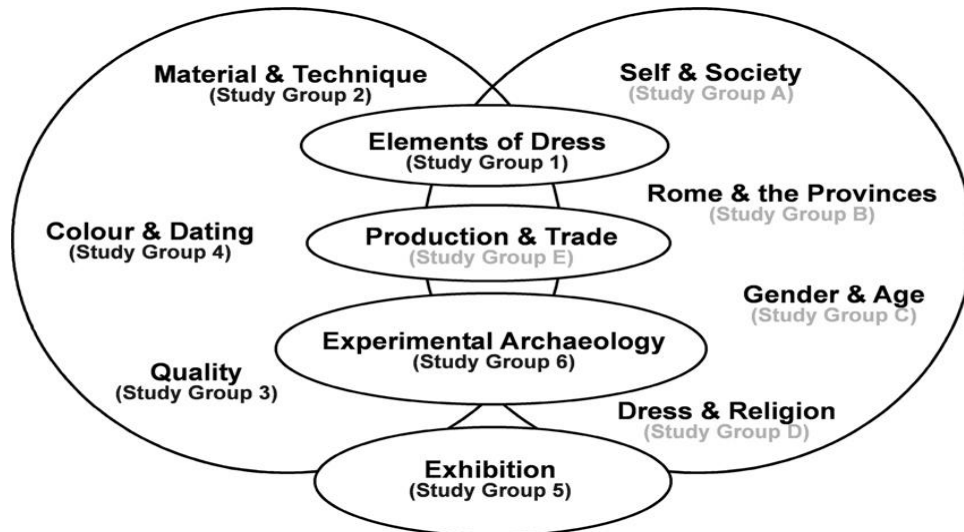 Material & Technique
(Study Group 2)
Self & Society
(Study Group A)
Elements of Dress
(Study Group 1)
Rome & the Provinces
(Study Group B)
Colour & Dating
(Study Group 4)
Production & Trade
(Study Group E)
Gender & Age
(Study Group C)
Experimental Archaeology
(Study Group 6)
Quality
(Study Group 3)
Dress & Religion
(Study Group D)
Exhibition
(Study Group 5)